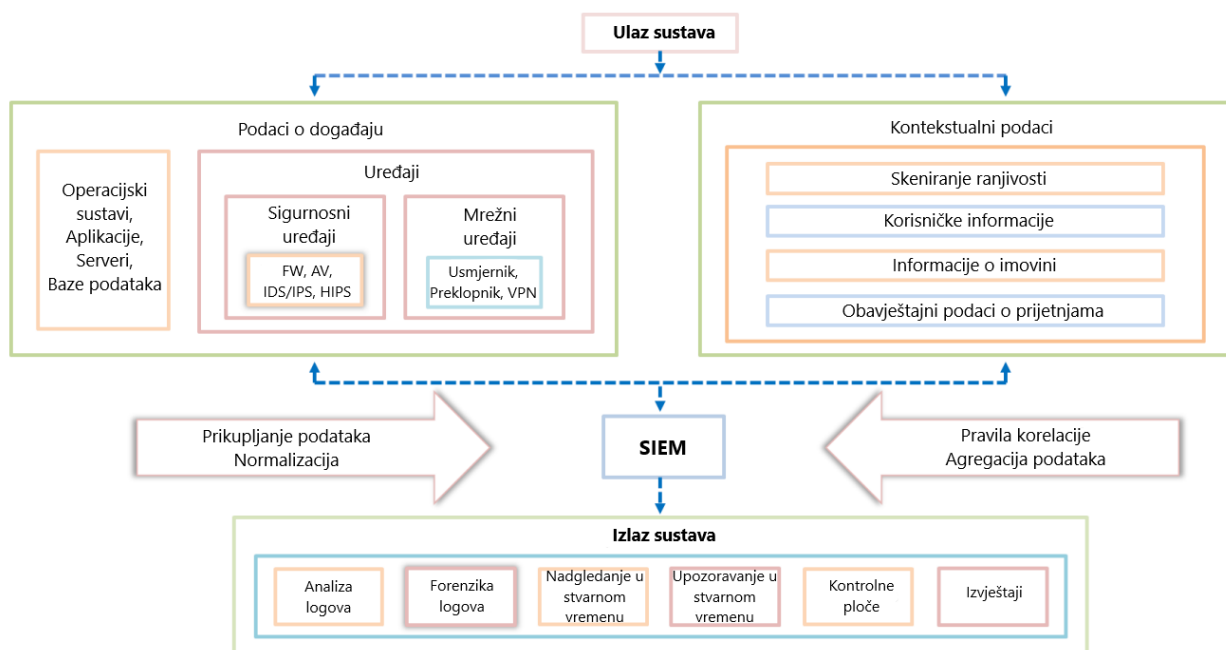 Ulaz sustava
Podaci o događaju
Operacijski
sustavi,
Aplikacije,
Serveri,
Baze podataka
Uređaji
Sigurnosni
uređaji
FW, AV,
IDS/IPS, HIPS
Mrežni
uređaji
Usmjernik,
Preklopnik, VPN
Kontekstualni podaci
Skeniranje ranjivosti
Korisničke informacije
Informacije o imovini
Obavještajni podaci o prijetnjama
Prikupljanje podataka
Normalizacija
SIEM
Pravila korelacije
Agregacija podataka
Izlaz sustava
Analiza
logova
Forenzika
logova
Nadgledanje u
stvarnom
vremenu
Upozoravanje u
stvarnom
vremenu
Kontrolne
ploče
Izvještaji